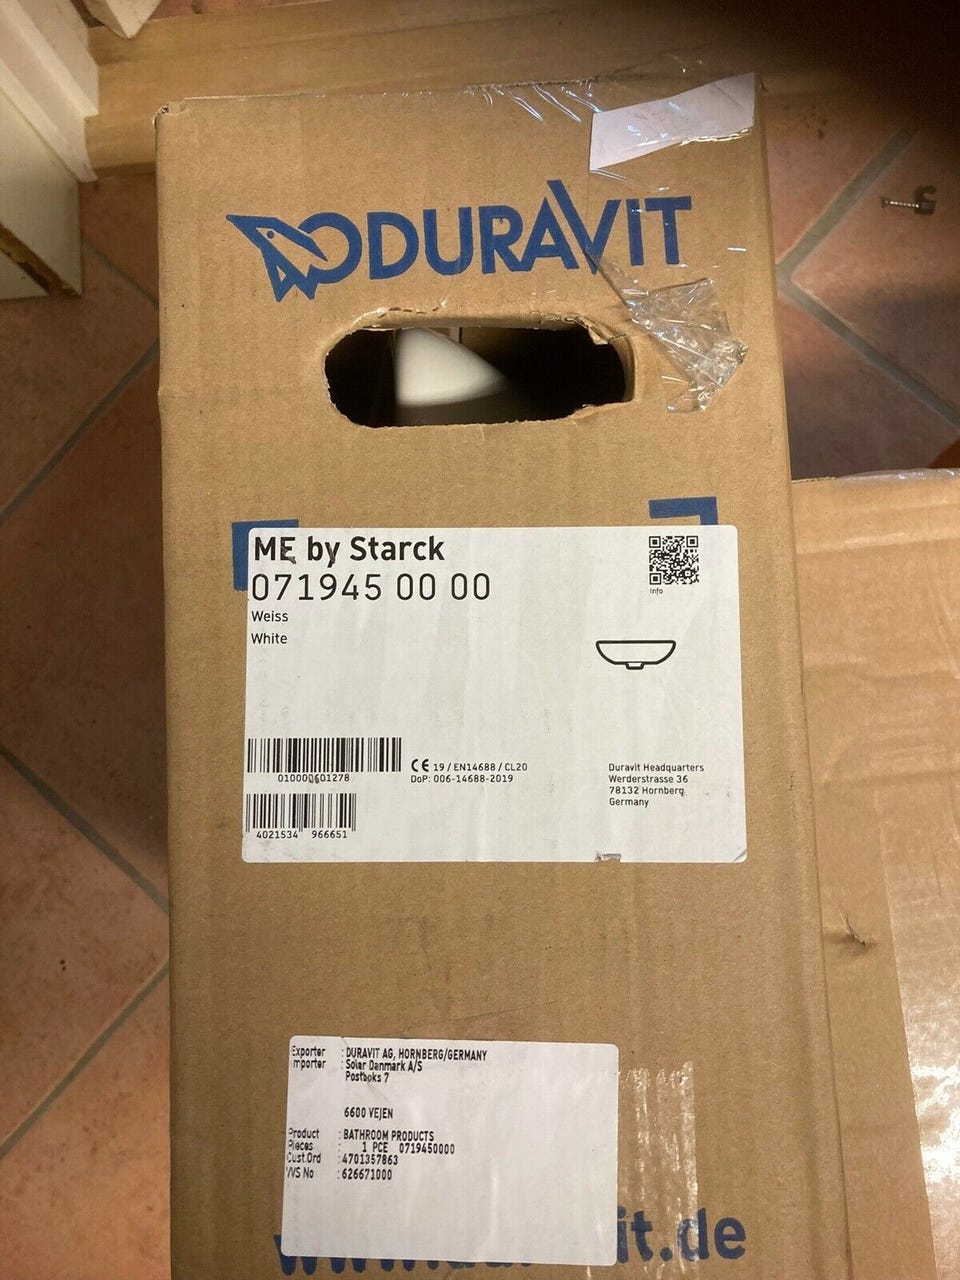 DURAVIT
ME by Starck
071945 00 00
Weiss
White
Info
010000601278
CE 19 / EN14688 / CL20
DoP: 006-14688-2019
4021534 966651
Duravit Headquarters
Werderstrasse 36
78132 Hornberg
Germany
Exporter : DURAVIT AG, HORNBERG/GERMANY
mporter : Solar Danmark A/S
Postboks 7
6600 VEJEN
Product : BATHROOM PRODUCTS
Pieces : 1 PCE 0719450000
Cust.Ord : 4701357863
VVS No : 626671000
it.de